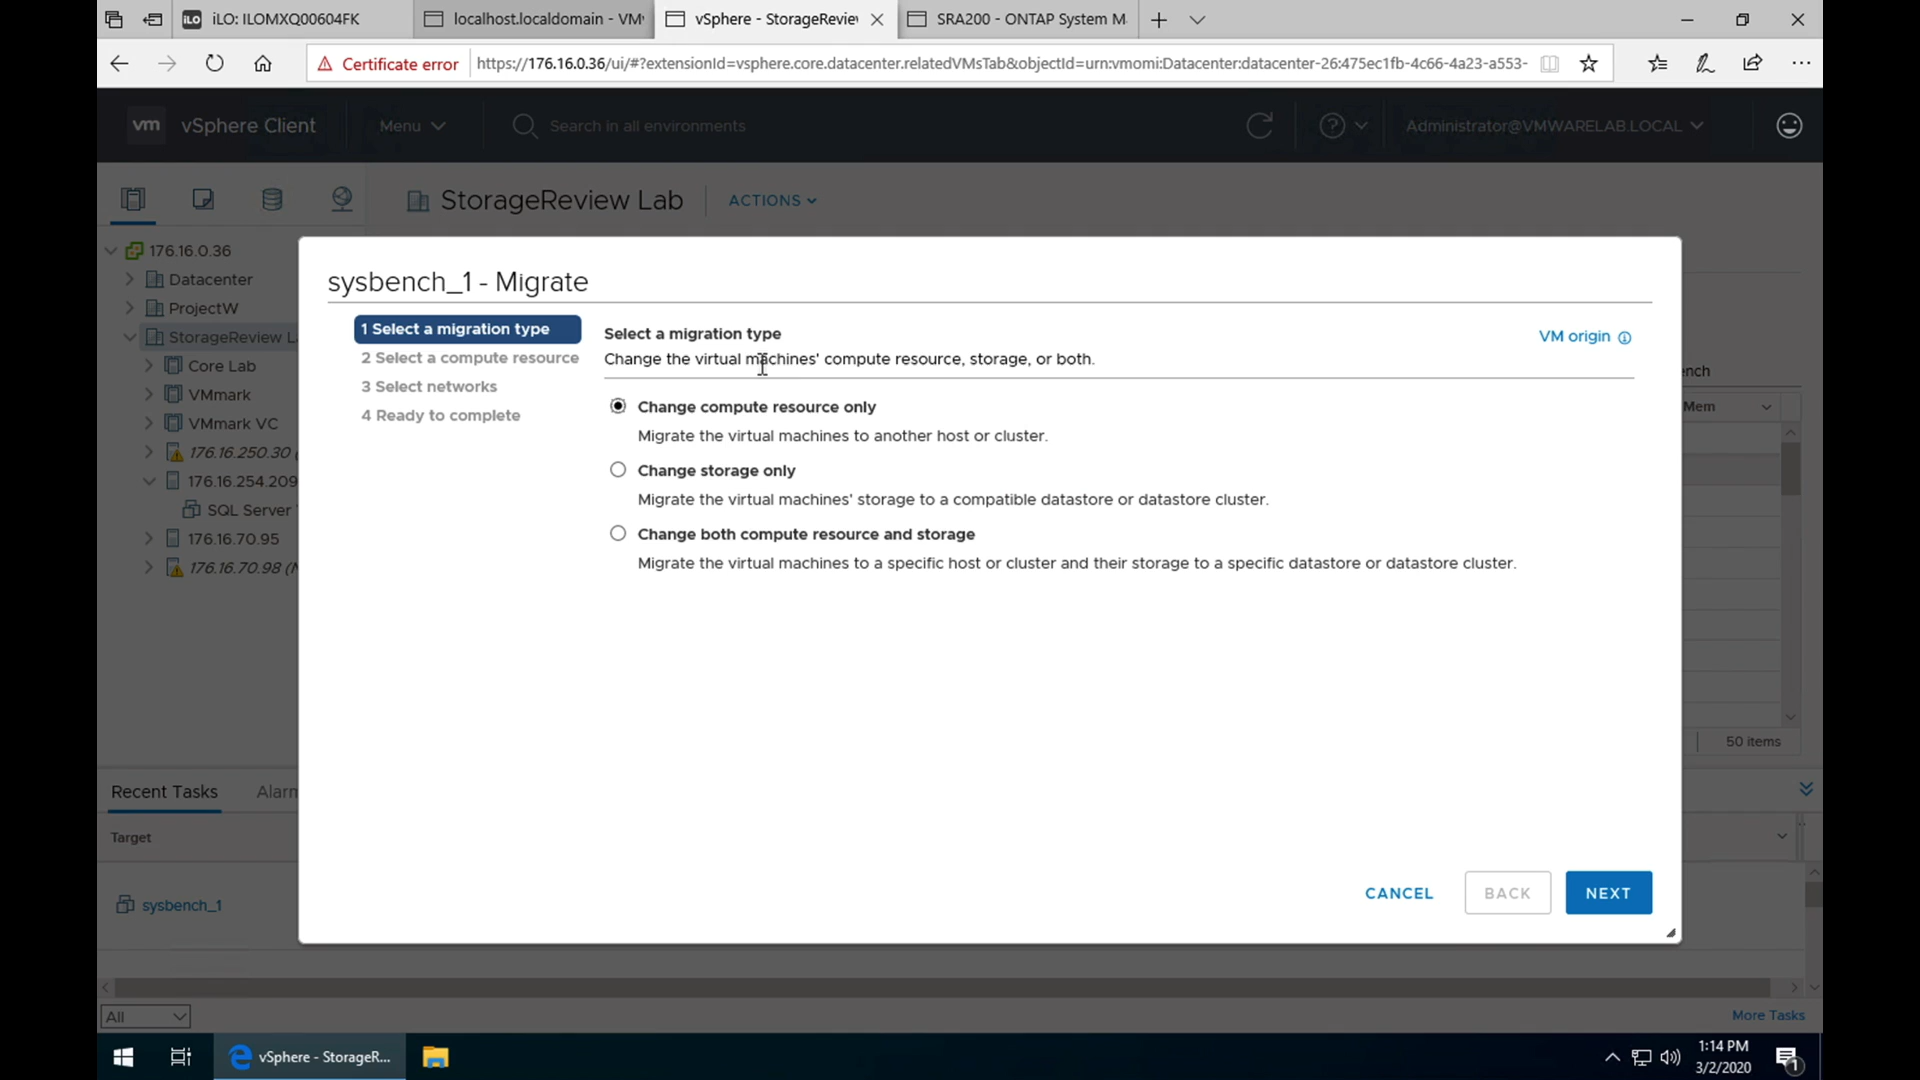 iLO
iLO: ILOMXQ00604FK
localhost.localdomain - VM
vSphere - StorageRevie
SRA200 - ONTAP System M
Certificate error
https://176.16.0.36/ui/#?extensionId=vsphere.core.datacenter.relatedVMsTab&objectId=urn:vmomi:Datacenter:datacenter-26:475ec1fb-4c66-4a23-a553-
vm
vSphere Client
Menu
Search in all environments
Administrator@VMWARELAB.LOCAL
StorageReview Lab
ACTIONS
176.16.0.36
Datacenter
ProjectW
StorageReview L
Core Lab
VMmark
VMmark VC
176.16.250.30 (
176.16.254.209
SQL Server
176.16.70.95
176.16.70.98 (
sysbench_1 - Migrate
1 Select a migration type
2 Select a compute resource
3 Select networks
4 Ready to complete
Select a migration type
Change the virtual machines' compute resource, storage, or both.
VM origin
Change compute resource only
Migrate the virtual machines to another host or cluster.
Change storage only
Migrate the virtual machines' storage to a compatible datastore or datastore cluster.
Change both compute resource and storage
Migrate the virtual machines to a specific host or cluster and their storage to a specific datastore or datastore cluster.
CANCEL
BACK
NEXT
ench
Mem
50 items
Recent Tasks
Alarm
Target
sysbench_1
All
More Tasks
vSphere - StorageR...
1:14 PM
3/2/2020
1